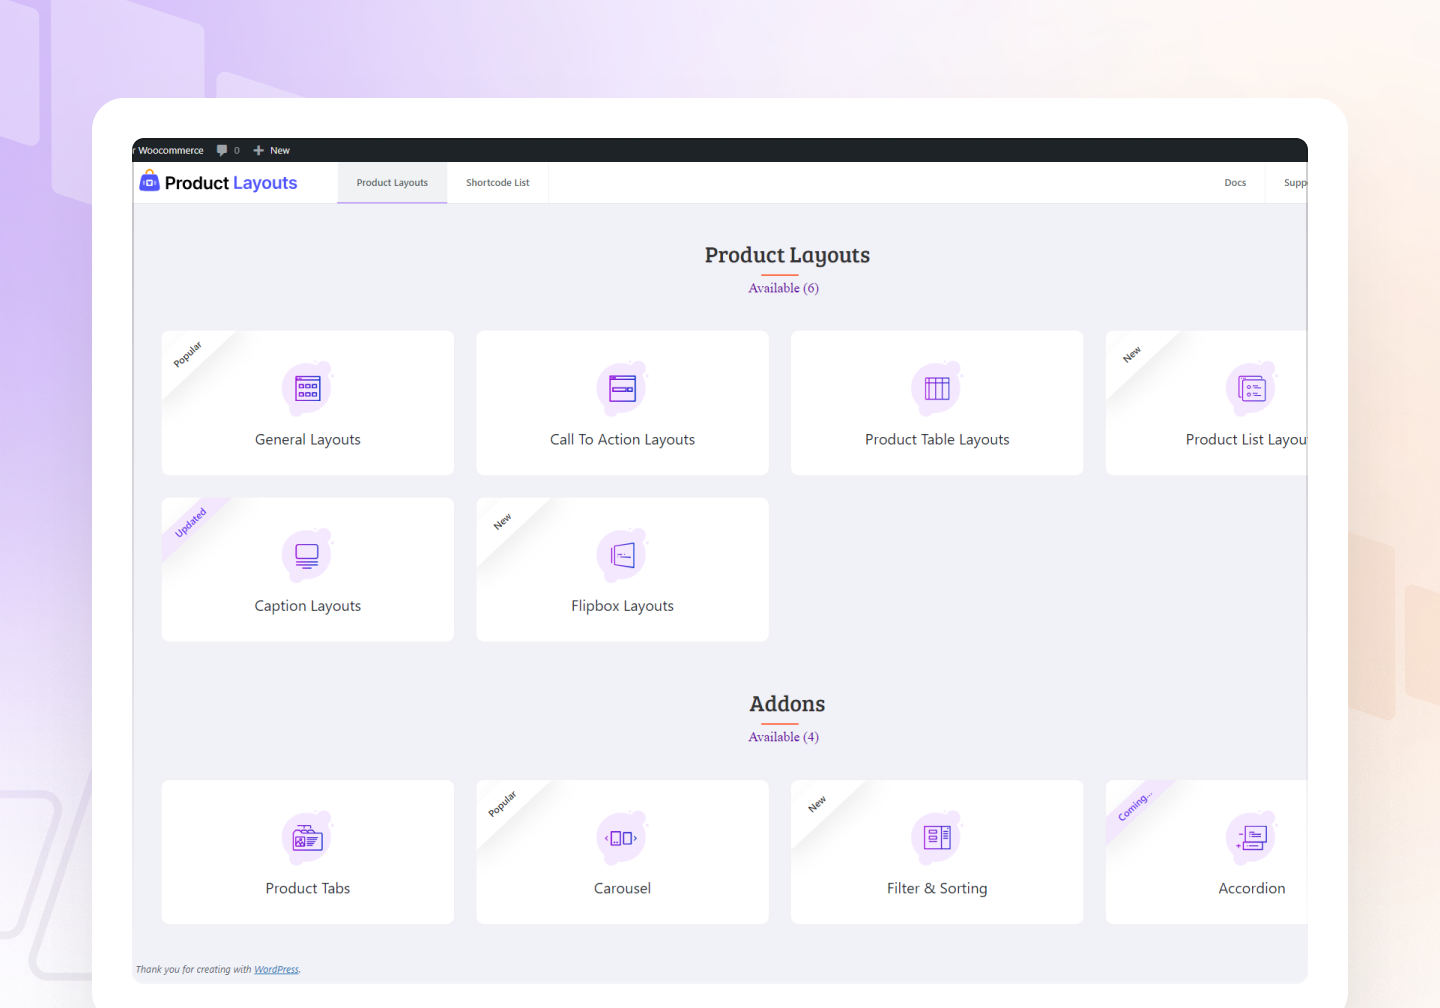 r Woocommerce 0 New
Product Layouts Product Layouts Shortcode List Docs Supp
Product Layouts
Available (6)
Popular
General Layouts
Call To Action Layouts
Product Table Layouts
New
Product List Layou
Updated
Caption Layouts
New
Flipbox Layouts
Addons
Available (4)
Product Tabs
Popular
Carousel
New
Filter & Sorting
Coming...
Accordion
Thank you for creating with WordPress.